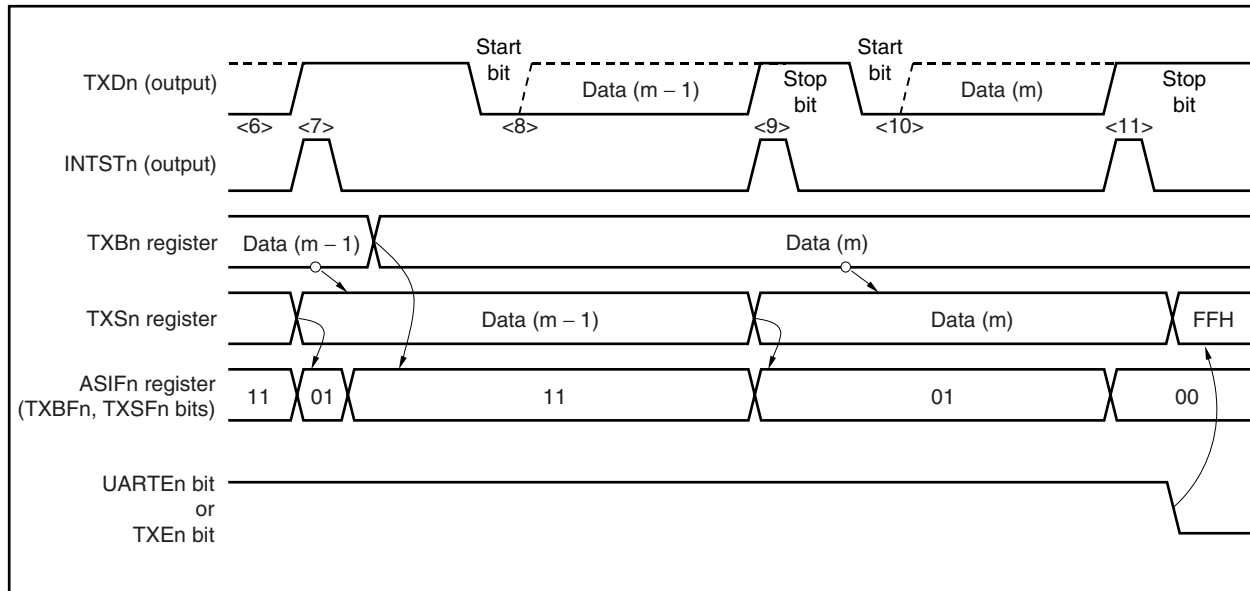 Start
bit
Start
bit
TXDn (output)
Data (m – 1)
Stop
bit
Data (m)
Stop
bit
<6>
<7>
<8>
<9>
<10>
<11>
INTSTn (output)
TXBn register
Data (m – 1)
Data (m)
TXSn register
Data (m – 1)
Data (m)
FFH
ASIFn register
(TXBFn, TXSFn bits)
11
01
11
01
00
UARTEn bit
or
TXEn bit